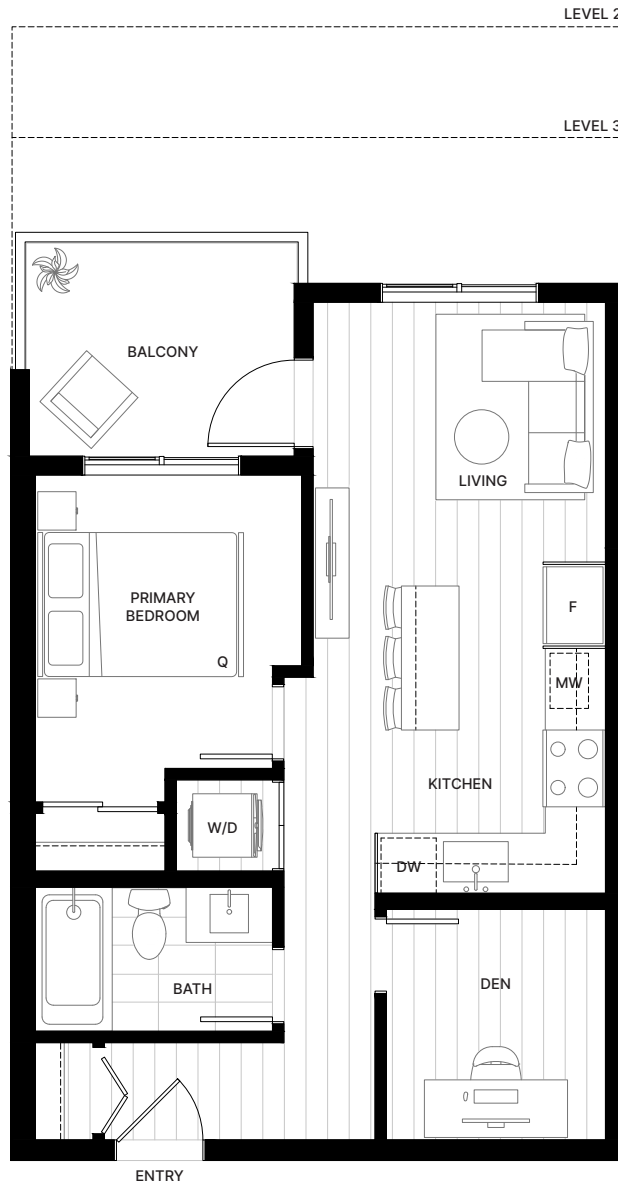 LEVEL 2
LEVEL 3
BALCONY
LIVING
PRIMARY
BEDROOM
F
Q
MW
KITCHEN
W/D
DW
BATH
DEN
ENTRY